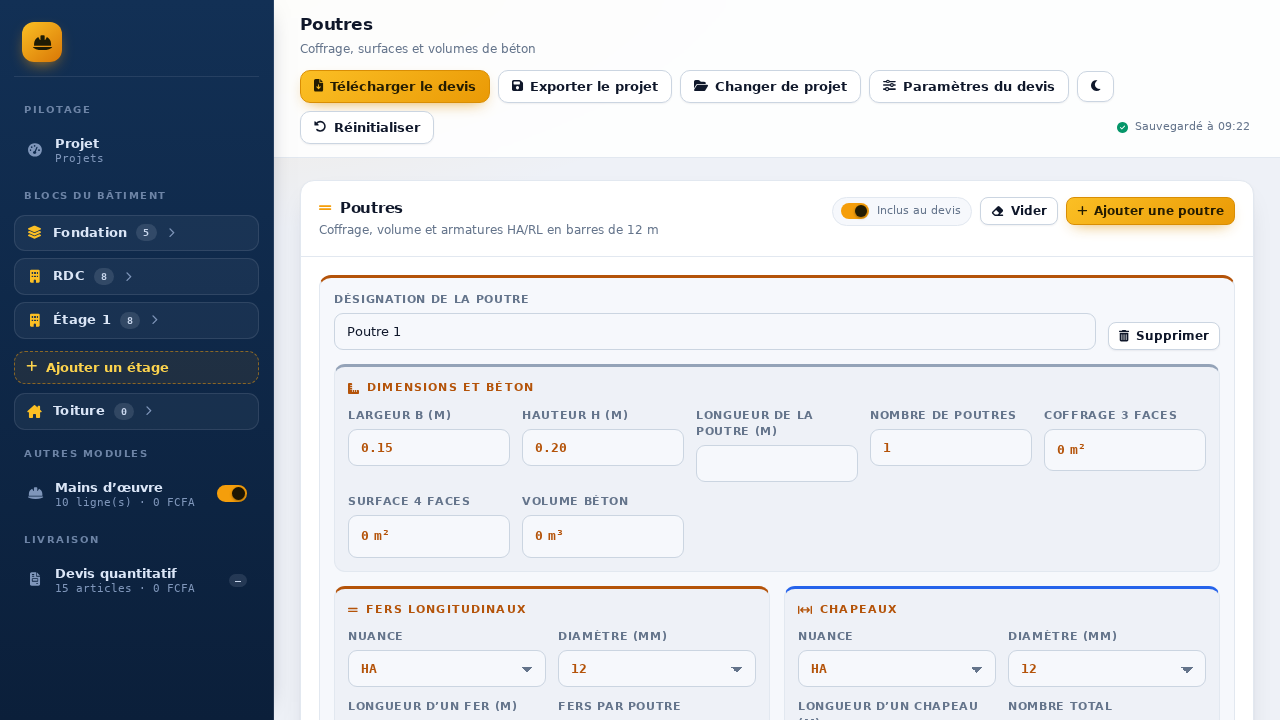 PILOTAGE
Projet
Projets
BLOCS DU BÂTIMENT
Fondation 5
RDC 8
Étage 1 8
Ajouter un étage
Toiture 0
AUTRES MODULES
Mains d’œuvre
10 ligne(s) · 0 FCFA
LIVRAISON
Devis quantitatif
15 articles · 0 FCFA
—
Poutres
Coffrage, surfaces et volumes de béton
Télécharger le devis
Exporter le projet
Changer de projet
Paramètres du devis
Réinitialiser
Sauvegardé à 09:22
Poutres
Coffrage, volume et armatures HA/RL en barres de 12 m
Inclus au devis
Vider
Ajouter une poutre
DÉSIGNATION DE LA POUTRE
Poutre 1
Supprimer
DIMENSIONS ET BÉTON
LARGEUR B (M)
0.15
HAUTEUR H (M)
0.20
LONGUEUR DE LA
POUTRE (M)
NOMBRE DE POUTRES
1
COFFRAGE 3 FACES
0 m²
SURFACE 4 FACES
0 m²
VOLUME BÉTON
0 m³
FERS LONGITUDINAUX
NUANCE
HA
DIAMÈTRE (MM)
12
LONGUEUR D’UN FER (M)
FERS PAR POUTRE
CHAPEAUX
NUANCE
HA
DIAMÈTRE (MM)
12
LONGUEUR D’UN CHAPEAU
NOMBRE TOTAL